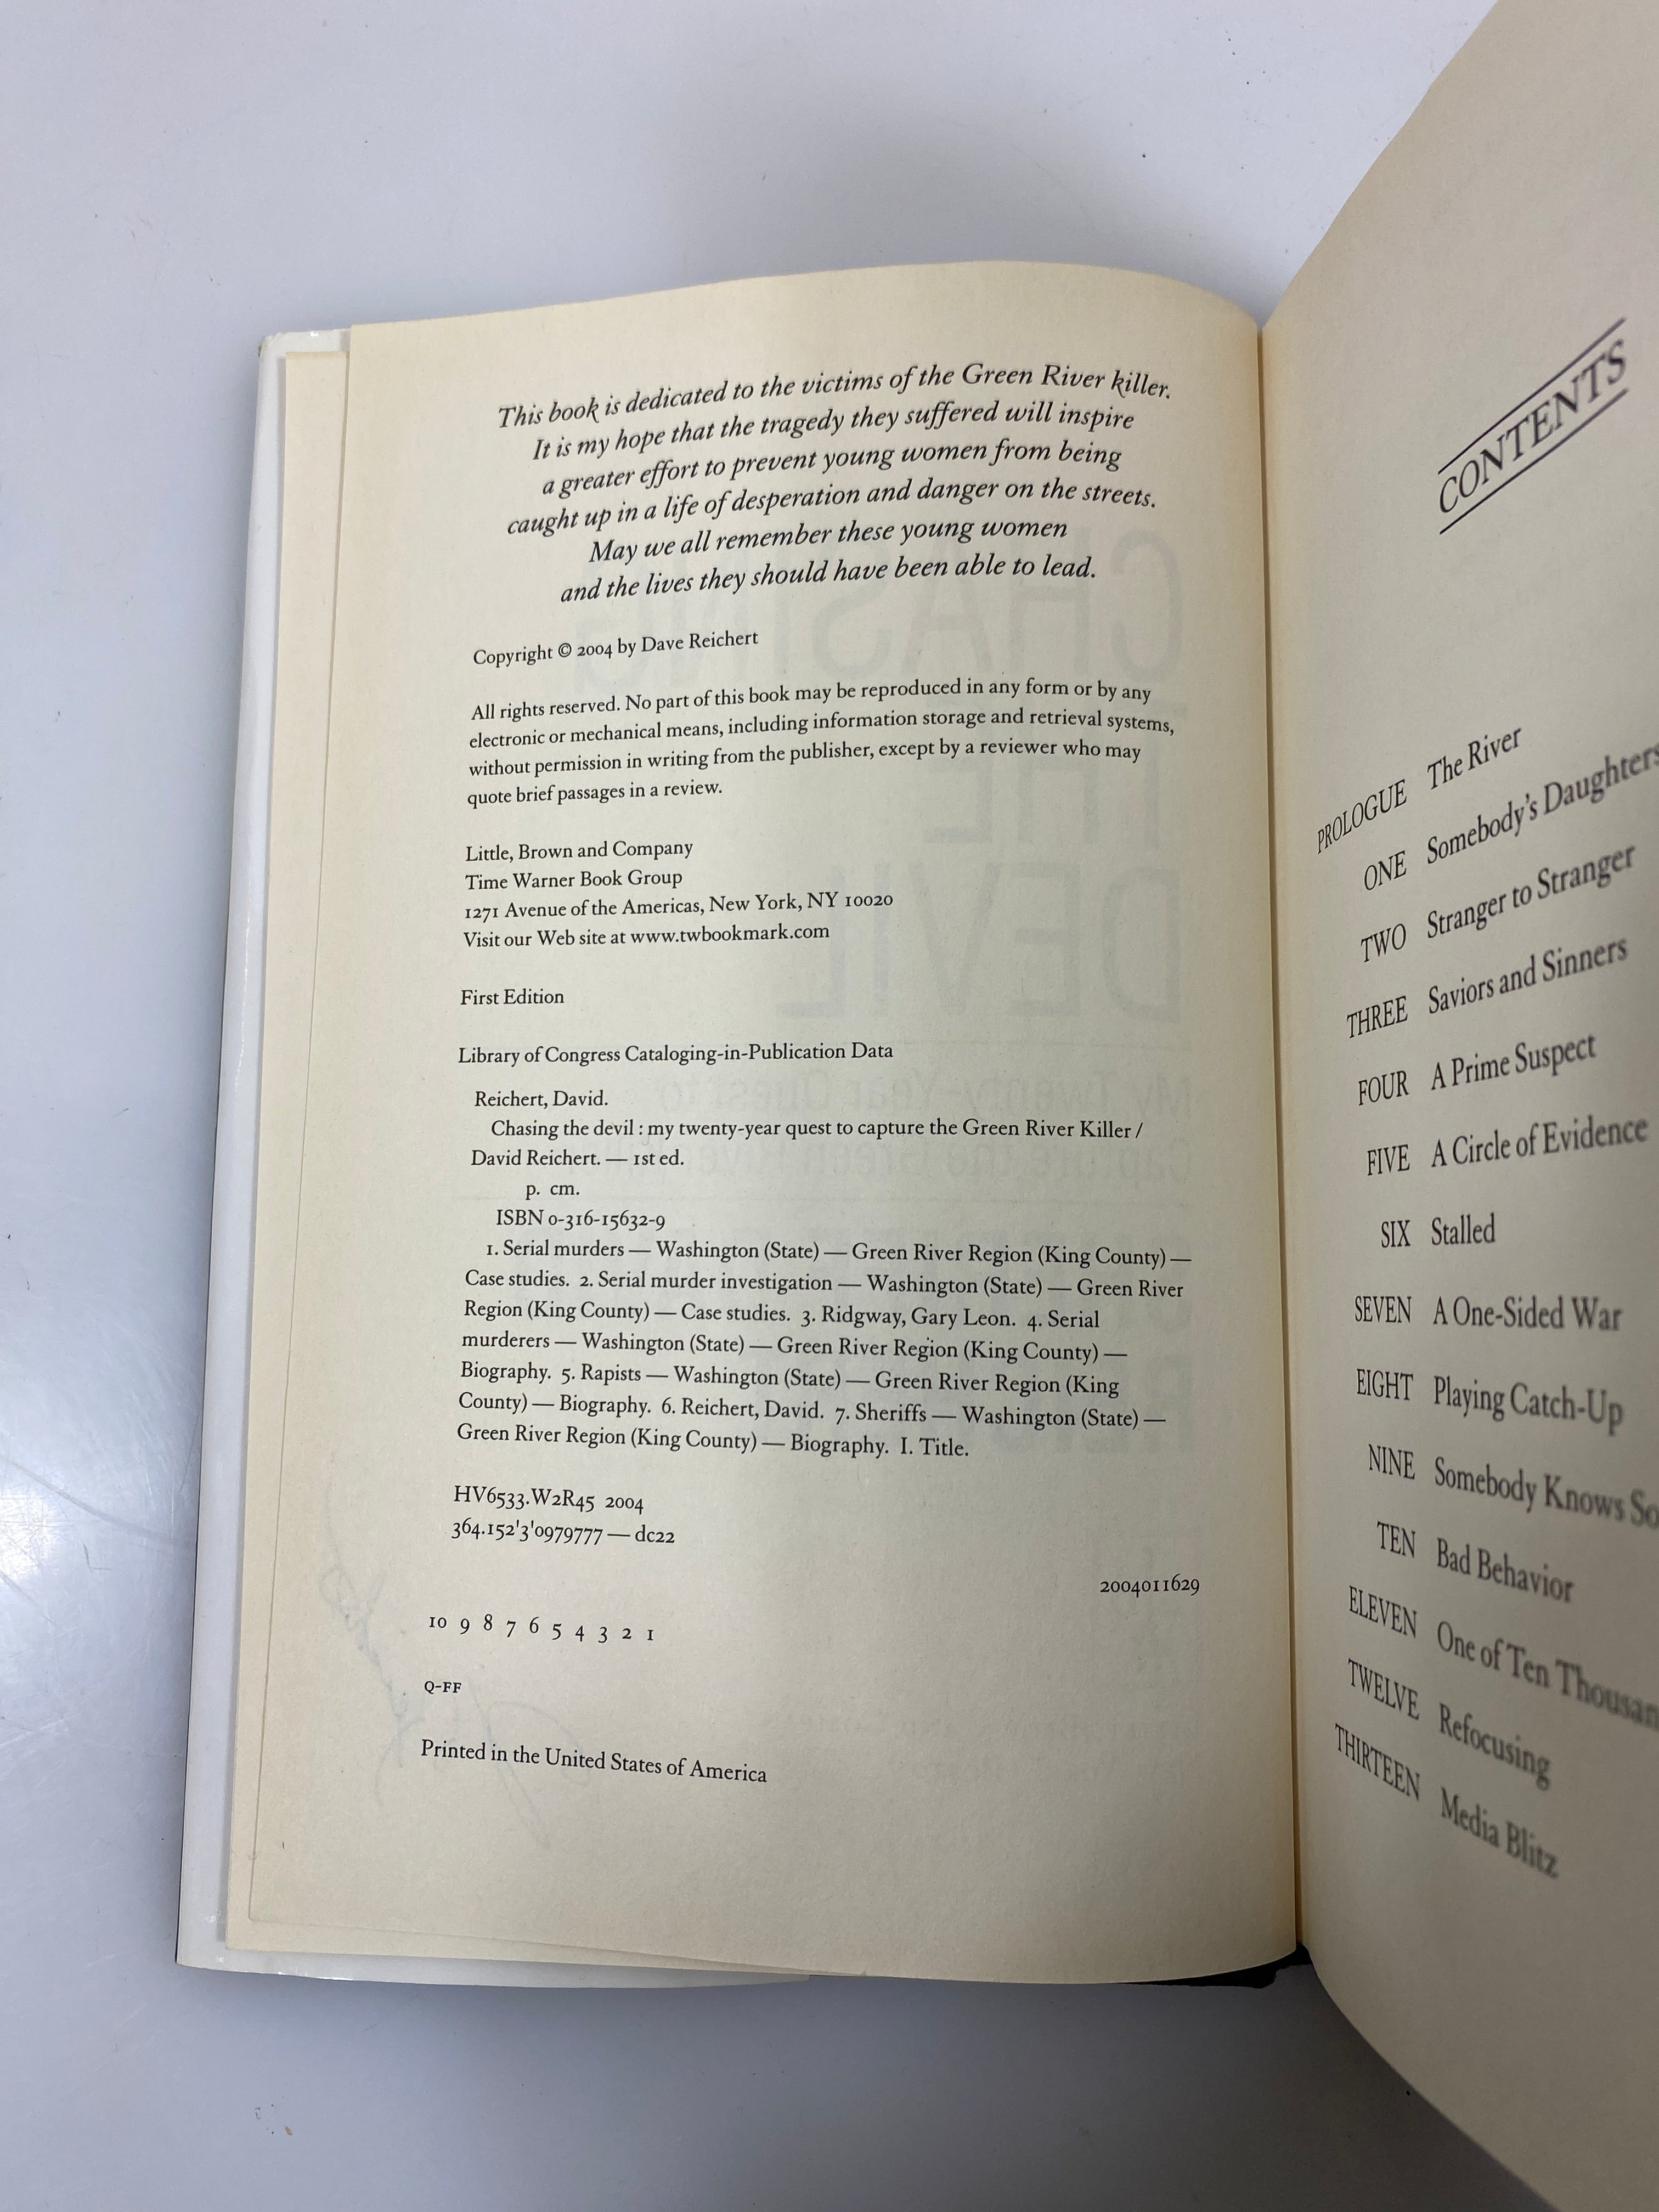 This book is dedicated to the victims of the Green River killer.
It is my hope that the tragedy they suffered will inspire
a greater effort to prevent young women from being
caught up in a life of desperation and danger on the streets.
May we all remember these young women
and the lives they should have been able to lead.
Copyright © 2004 by Dave Reichert
All rights reserved. No part of this book may be reproduced in any form or by any
electronic or mechanical means, including information storage and retrieval systems,
without permission in writing from the publisher, except by a reviewer who may
quote brief passages in a review.
Little, Brown and Company
Time Warner Book Group
1271 Avenue of the Americas, New York, NY 10020
Visit our Web site at www.twbookmark.com
First Edition
Library of Congress Cataloging-in-Publication Data
Reichert, David.
Chasing the devil : my twenty-year quest to capture the Green River Killer /
David Reichert. — 1st ed.
p. cm.
ISBN 0-316-15632-9
1. Serial murders — Washington (State) — Green River Region (King County) —
Case studies. 2. Serial murder investigation — Washington (State) — Green River
Region (King County) — Case studies. 3. Ridgway, Gary Leon. 4. Serial
murderers — Washington (State) — Green River Region (King County) —
Biography. 5. Rapists — Washington (State) — Green River Region (King
County) — Biography. 6. Reichert, David. 7. Sheriffs — Washington (State) —
Green River Region (King County) — Biography. I. Title.
HV6533.W2R45 2004
364.152'3'0979777 — dc22
2004011629
10 9 8 7 6 5 4 3 2 1
Q-FF
Printed in the United States of America
CONTENTS
PROLOGUE The River
ONE Somebody's Daughters
TWO Stranger to Stranger
THREE Saviors and Sinners
FOUR A Prime Suspect
FIVE A Circle of Evidence
SIX Stalled
SEVEN A One-Sided War
EIGHT Playing Catch-Up
NINE Somebody Knows
TEN Bad Behavior
ELEVEN One of Ten
TWELVE Refocusing
THIRTEEN Media Blitz